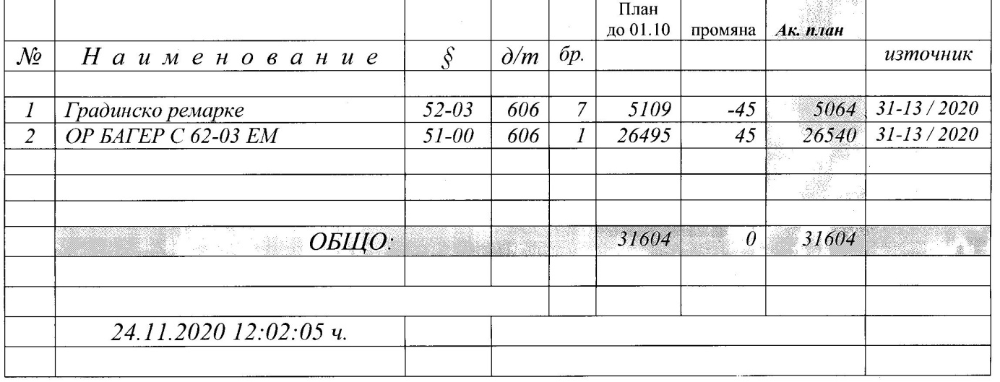 План
до 01.10 промяна Ак. план
№ Наименование § д/т бр. източник
1 Градинско ремарке 52-03 606 7 5109 -45 5064 31-13 / 2020
2 ОР БАГЕР С 62-03 ЕМ 51-00 606 1 26495 45 26540 31-13 / 2020
ОБЩО: 31604 0 31604
24.11.2020 12:02:05 ч.